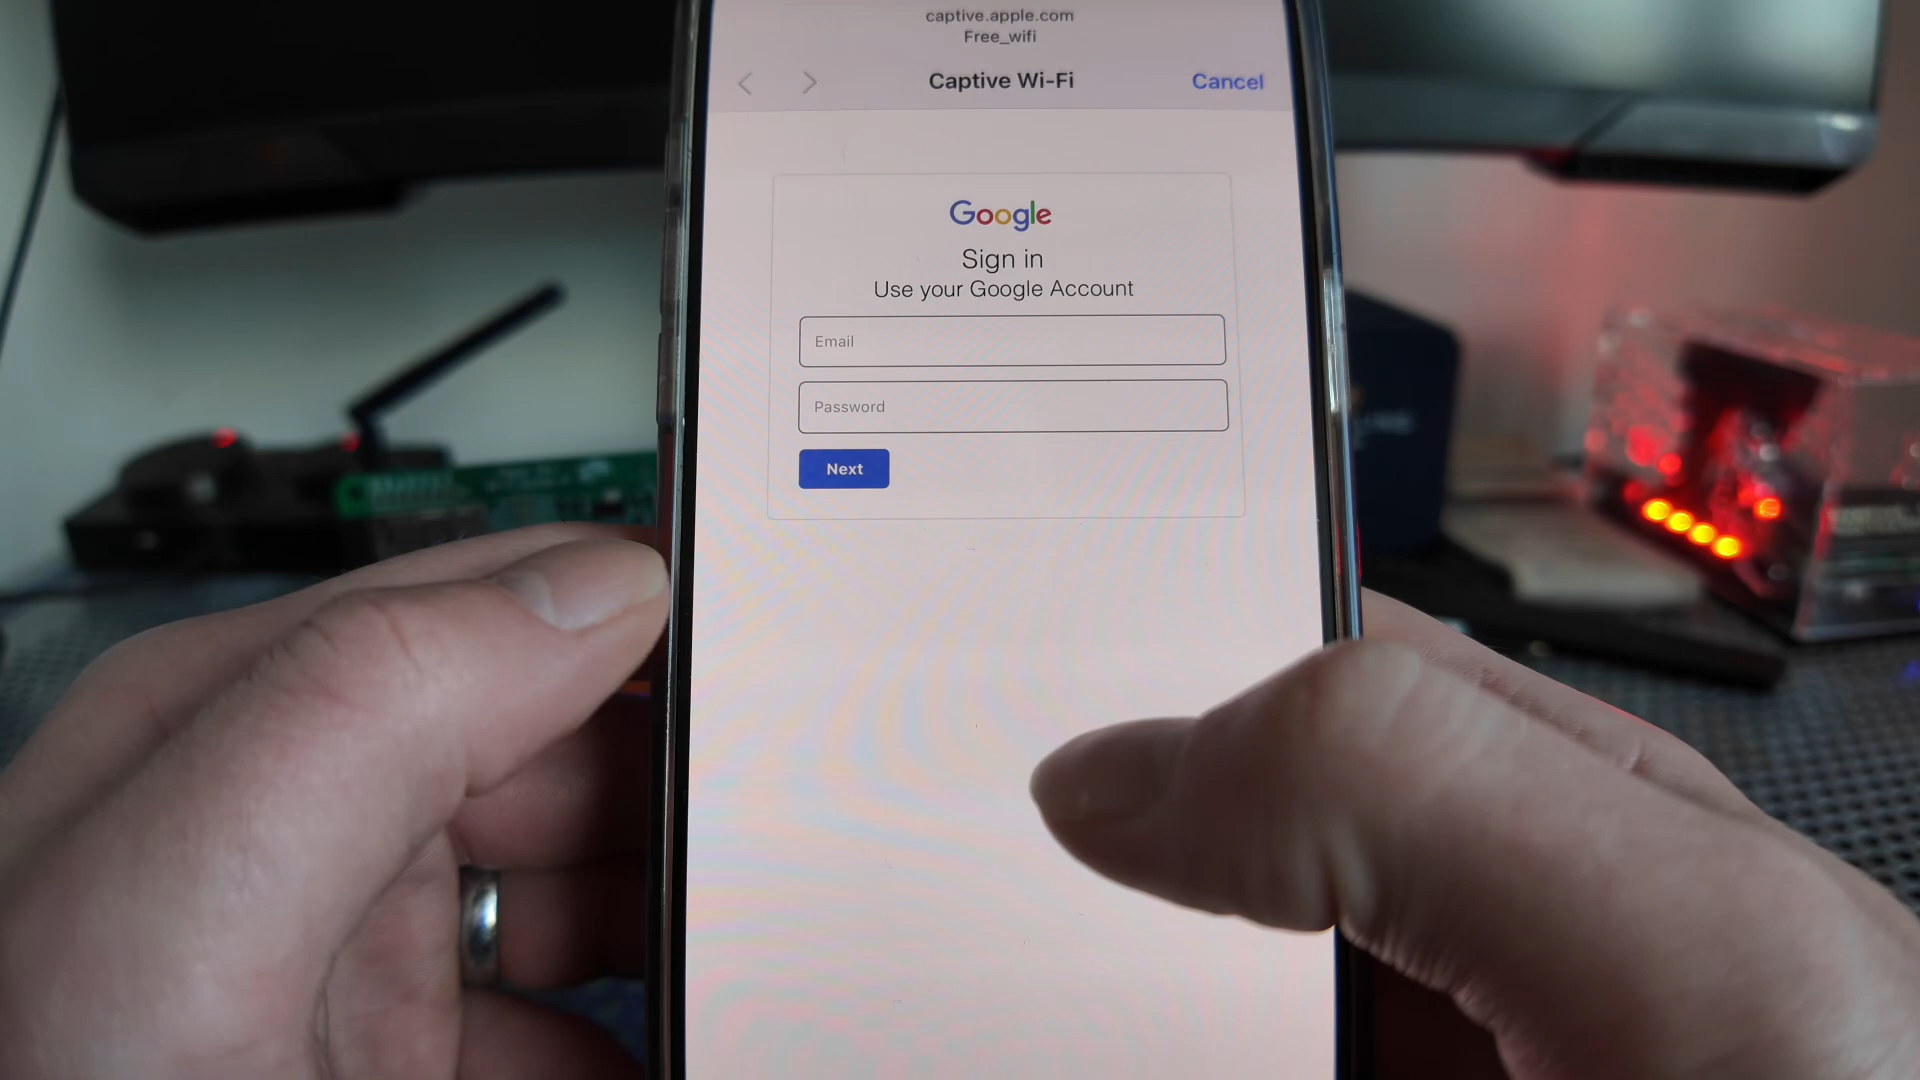 captive.apple.com
Free_wifi
Captive Wi-Fi
Cancel
Google
Sign in
Use your Google Account
Email
Password
Next